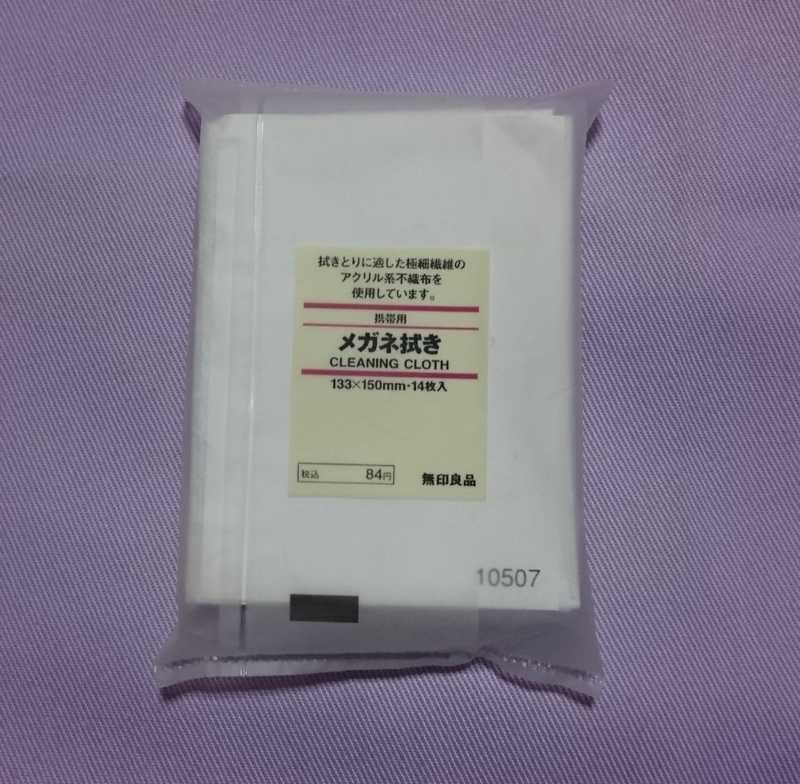 拭きとりに適した極細繊維の
アクリル系不織布を
使用しています。
携帯用
メガネ拭き
CLEANING CLOTH
133×150mm・14枚入
税込 84円
無印良品
10507